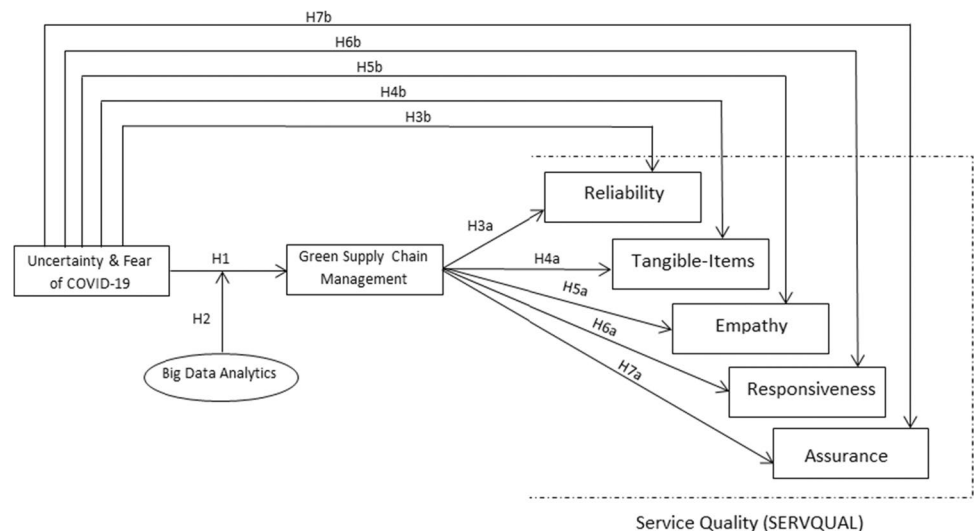 H7b
H6b
H5b
H4b
H3b
Reliability
H3a
Uncertainty & Fear
of COVID-19
H1
Green Supply Chain
Management
H4a
Tangible-Items
H5a
H2
Empathy
H6a
Big Data Analytics
H7a
Responsiveness
Assurance
Service Quality (SERVQUAL)